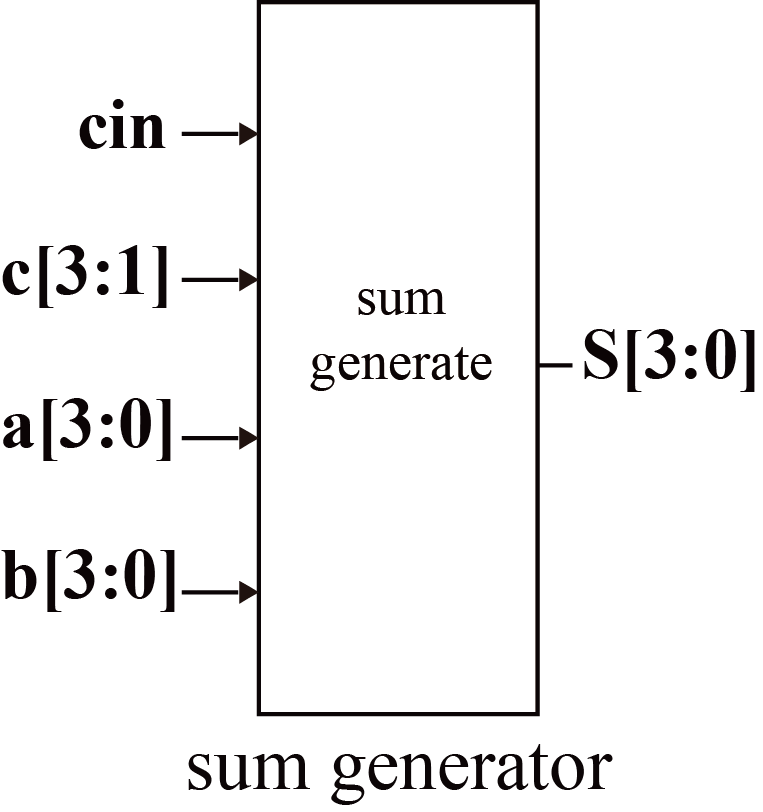 cin
c[3:1]
a[3:0]
b[3:0]
sum
generate
S[3:0]
sum generator